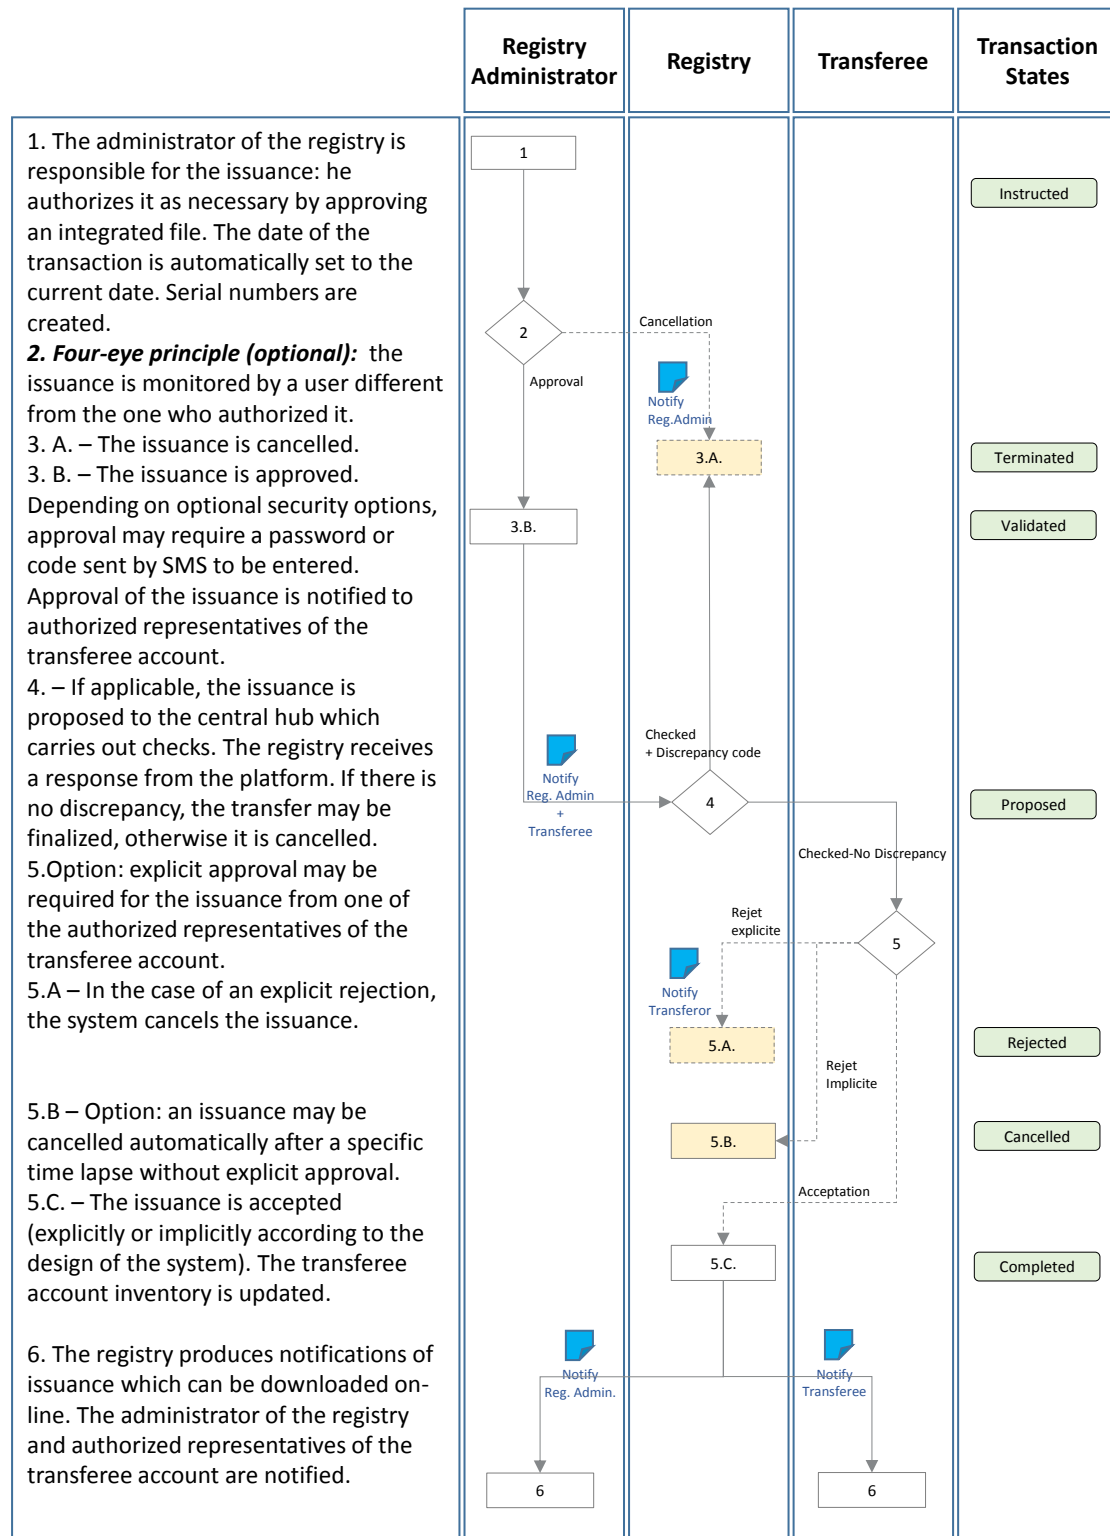 Registry
Administrator
Registry
Transferee
Transaction
States
1. The administrator of the registry is
responsible for the issuance: he
authorizes it as necessary by approving
an integrated file. The date of the
transaction is automatically set to the
current date. Serial numbers are
created.
2. Four-eye principle (optional): the
issuance is monitored by a user different
from the one who authorized it.
3. A. – The issuance is cancelled.
3. B. – The issuance is approved.
Depending on optional security options,
approval may require a password or
code sent by SMS to be entered.
Approval of the issuance is notified to
authorized representatives of the
transferee account.
4. – If applicable, the issuance is
proposed to the central hub which
carries out checks. The registry receives
a response from the platform. If there is
no discrepancy, the transfer may be
finalized, otherwise it is cancelled.
5.Option: explicit approval may be
required for the issuance from one of
the authorized representatives of the
transferee account.
5.A – In the case of an explicit rejection,
the system cancels the issuance.
5.B – Option: an issuance may be
cancelled automatically after a specific
time lapse without explicit approval.
5.C. – The issuance is accepted
(explicitly or implicitly according to the
design of the system). The transferee
account inventory is updated.
6. The registry produces notifications of
issuance which can be downloaded on-
line. The administrator of the registry
and authorized representatives of the
transferee account are notified.
1
Instructed
2
Cancellation
Approval
Notify
Reg.Admin
3.A.
Terminated
3.B.
Validated
Checked
+ Discrepancy code
Notify
Reg. Admin
+
Transferee
4
Proposed
Checked-No Discrepancy
Rejet
explicite
5
Notify
Transferor
5.A.
Rejected
Rejet
Implicite
5.B.
Cancelled
Acceptation
5.C.
Completed
Notify
Reg. Admin.
Notify
Transferee
6
6